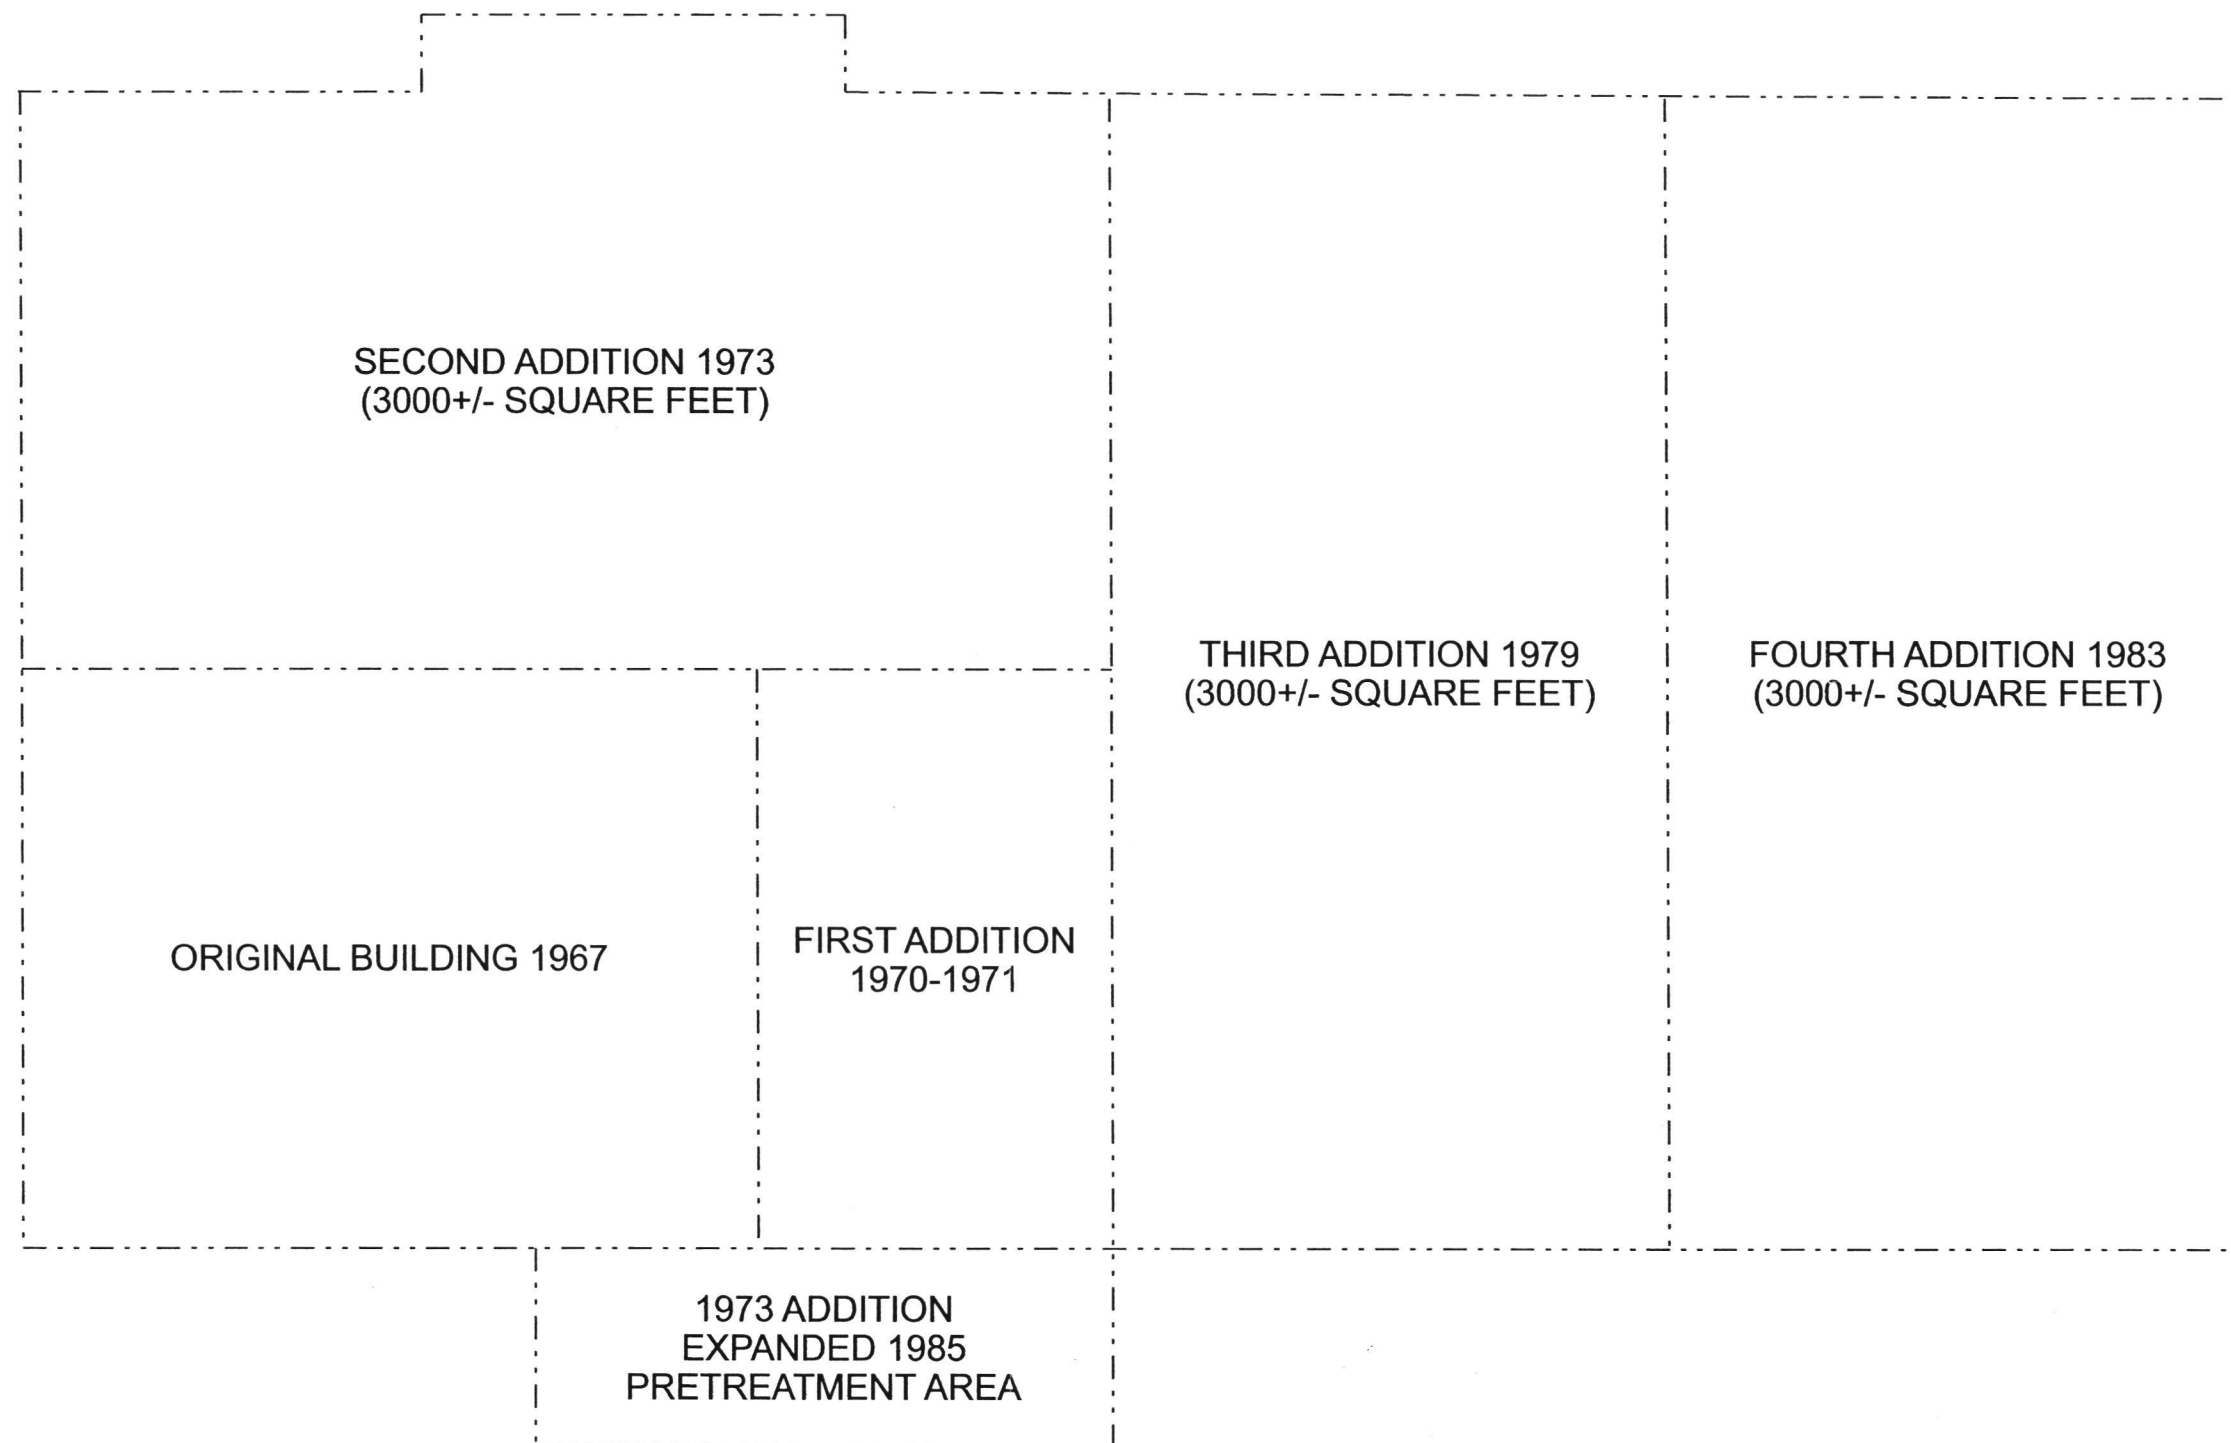 SECOND ADDITION 1973
(3000+/- SQUARE FEET)
THIRD ADDITION 1979
(3000+/- SQUARE FEET)
FOURTH ADDITION 1983
(3000+/- SQUARE FEET)
ORIGINAL BUILDING 1967
FIRST ADDITION
1970-1971
1973 ADDITION
EXPANDED 1985
PRETREATMENT AREA